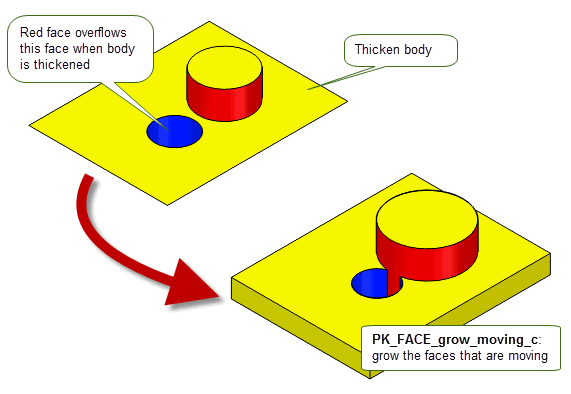 Red face overflows
this face when body
is thickened
Thicken body
PK_FACE_grow_moving_c:
grow the faces that are moving